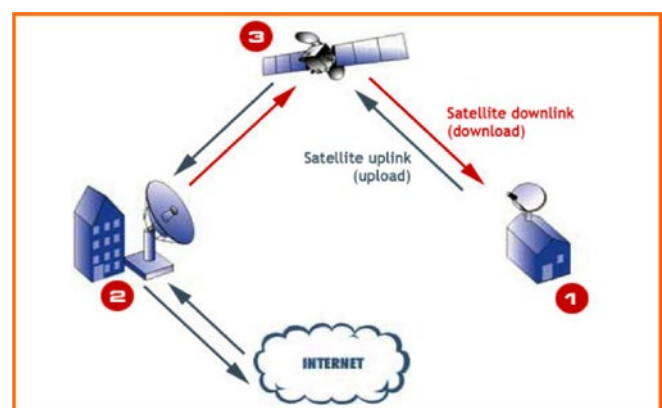 3
Satellite downlink
(download)
Satellite uplink
(upload)
2
1
INTERNET